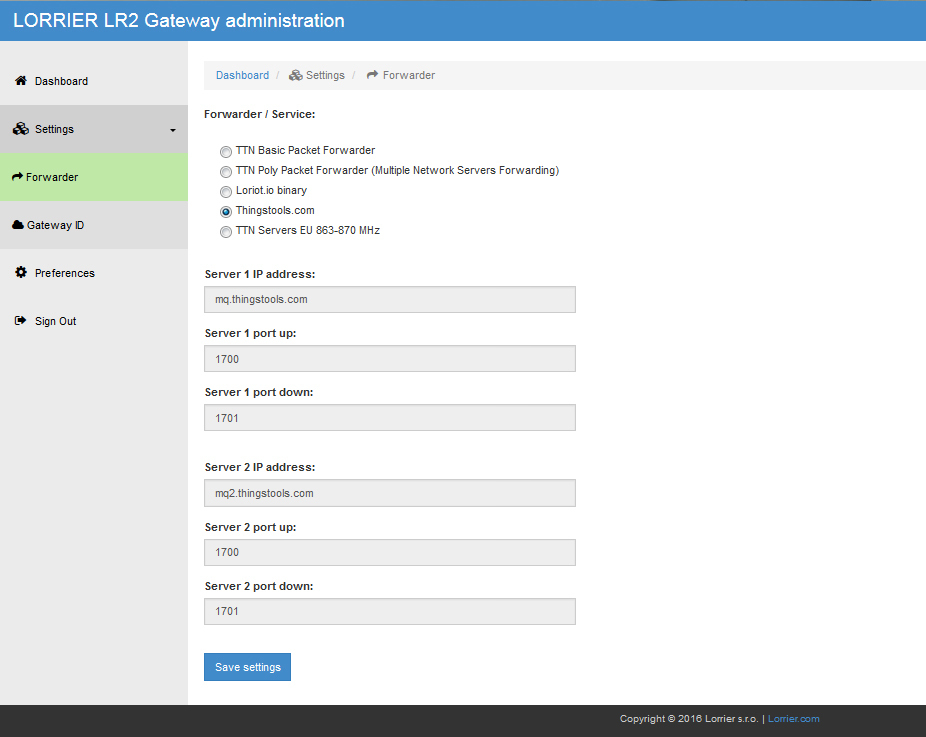 LORRIER LR2 Gateway administration
Dashboard / Settings / Forwarder
Dashboard
Settings
Forwarder
Gateway ID
Preferences
Sign Out
Forwarder / Service:
TTN Basic Packet Forwarder
TTN Poly Packet Forwarder (Multiple Network Servers Forwarding)
Loriot.io binary
Thingstools.com
TTN Servers EU 863-870 MHz
Server 1 IP address:
mq.thingstools.com
Server 1 port up:
1700
Server 1 port down:
1701
Server 2 IP address:
mq2.thingstools.com
Server 2 port up:
1700
Server 2 port down:
1701
Save settings
Copyright © 2016 Lorrier s.r.o. | Lorrier.com